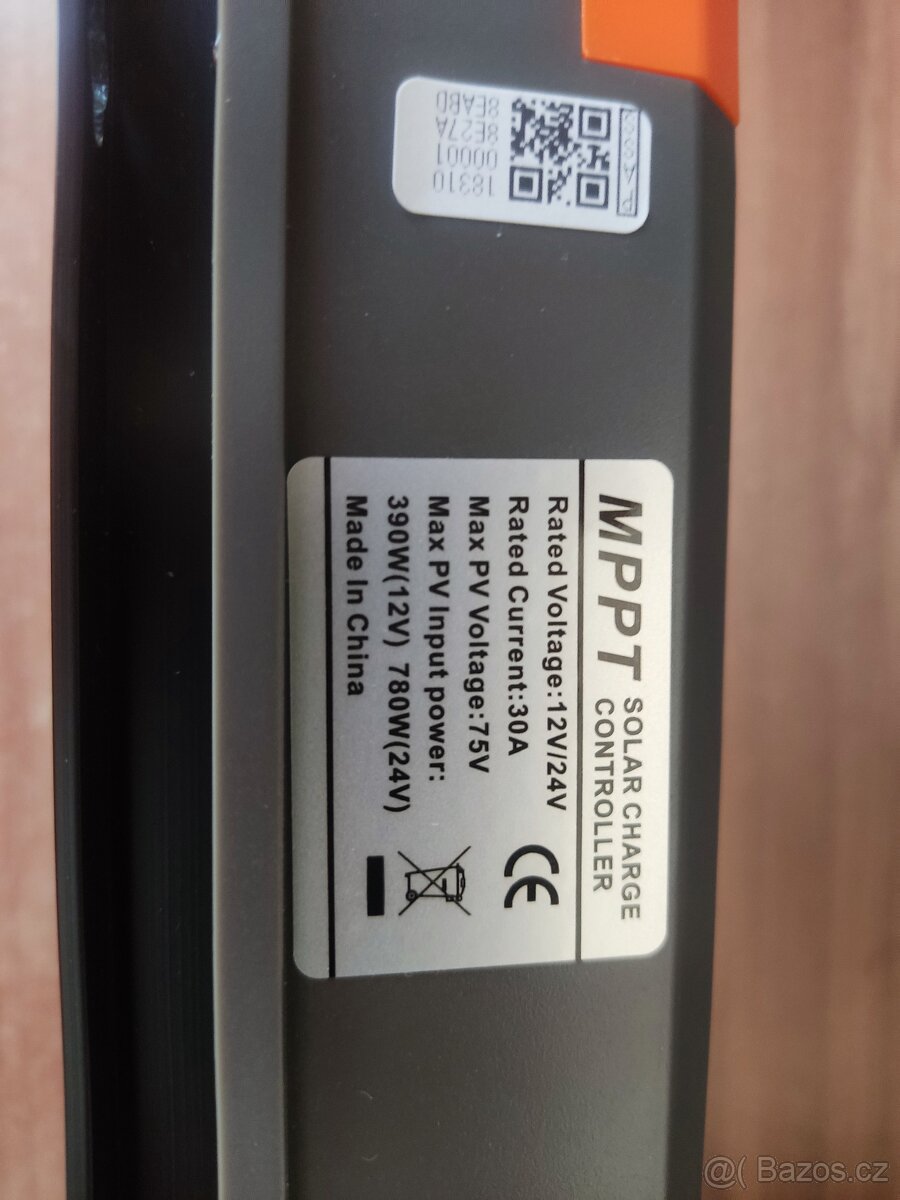 MPPT SOLAR CHARGE
CONTROLLER
Rated Voltage:12V/24V
Rated Current:30A
Max PV Voltage:75V
Max PV Input power:
390W(12V) 780W(24V)
Made In China
CE
18310
00001
8E27A
8EABD
@( Bazos.cz